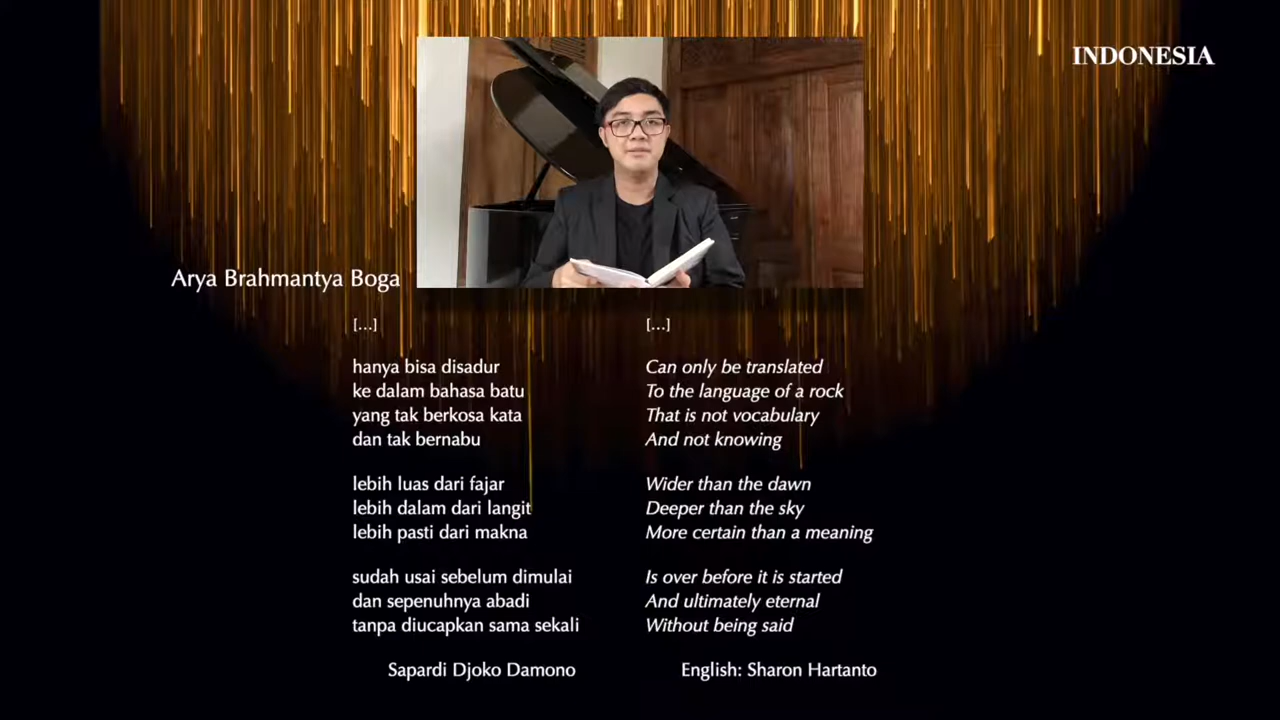 INDONESIA
Arya Brahmantya Boga
[...]
hanya bisa disadur
ke dalam bahasa batu
yang tak berkosa kata
dan tak bernabu
lebih luas dari fajar
lebih dalam dari langit
lebih pasti dari makna
sudah usai sebelum dimulai
dan sepenuhnya abadi
tanpa diucapkan sama sekali
Sapardi Djoko Damono
[...]
Can only be translated
To the language of a rock
That is not vocabulary
And not knowing
Wider than the dawn
Deeper than the sky
More certain than a meaning
Is over before it is started
And ultimately eternal
Without being said
English: Sharon Hartanto